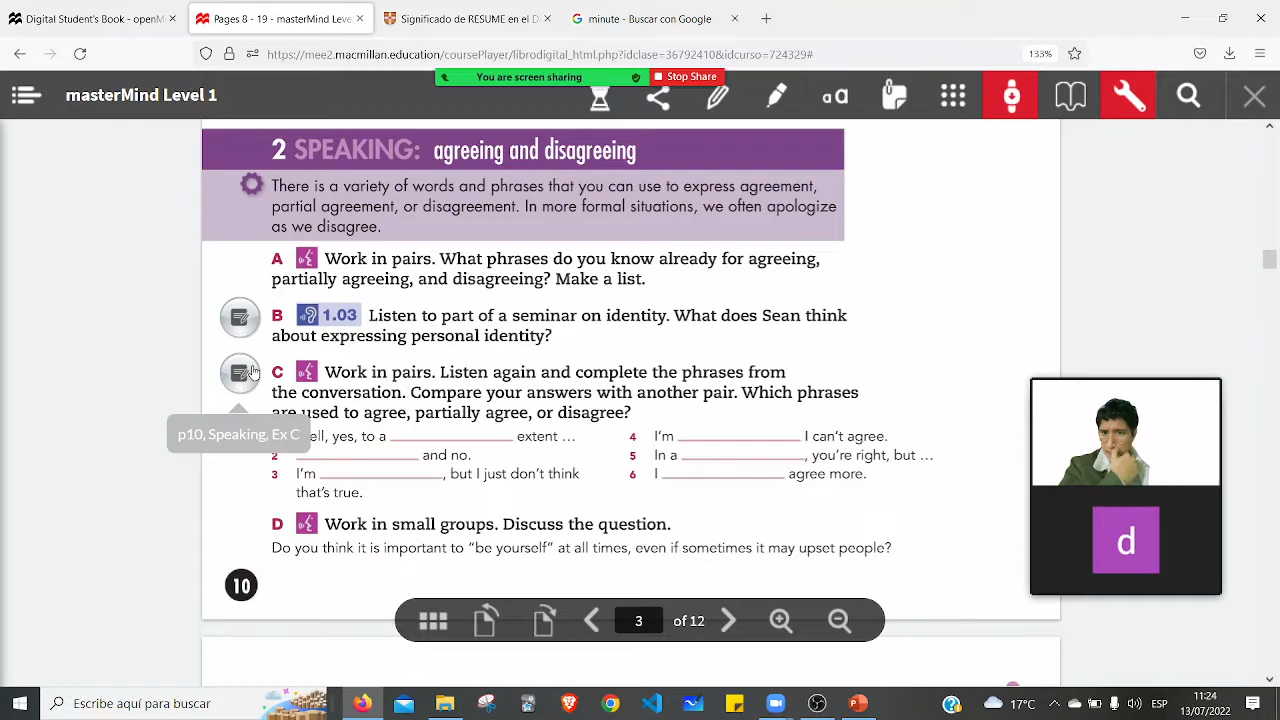 Digital Student's Book - openM
Pages 8 - 19 - masterMind Level
Significado de RESUME en el D
minute - Buscar con Google
https://mee2.macmillan.education/coursePlayer/librodigital_html.php?idclase=36792410&idcurso=724329#
133%
You are screen sharing
Stop Share
masterMind Level 1
aa
2 SPEAKING: agreeing and disagreeing
There is a variety of words and phrases that you can use to express agreement,
partial agreement, or disagreement. In more formal situations, we often apologize
as we disagree.
A Work in pairs. What phrases do you know already for agreeing,
partially agreeing, and disagreeing? Make a list.
B 1.03 Listen to part of a seminar on identity. What does Sean think
about expressing personal identity?
C Work in pairs. Listen again and complete the phrases from
the conversation. Compare your answers with another pair. Which phrases
are used to agree, partially agree, or disagree?
p10, Speaking, Ex C
ell, yes, to a ____ extent …
2 ____ and no.
3 I'm ____, but I just don't think
that's true.
4 I'm ____ I can't agree.
5 In a ____, you're right, but …
6 I ____ agree more.
D Work in small groups. Discuss the question.
Do you think it is important to "be yourself" at all times, even if sometimes it may upset people?
10
d
3 of 12
Escribe aquí para buscar
17°C
ESP
11:24
13/07/2022